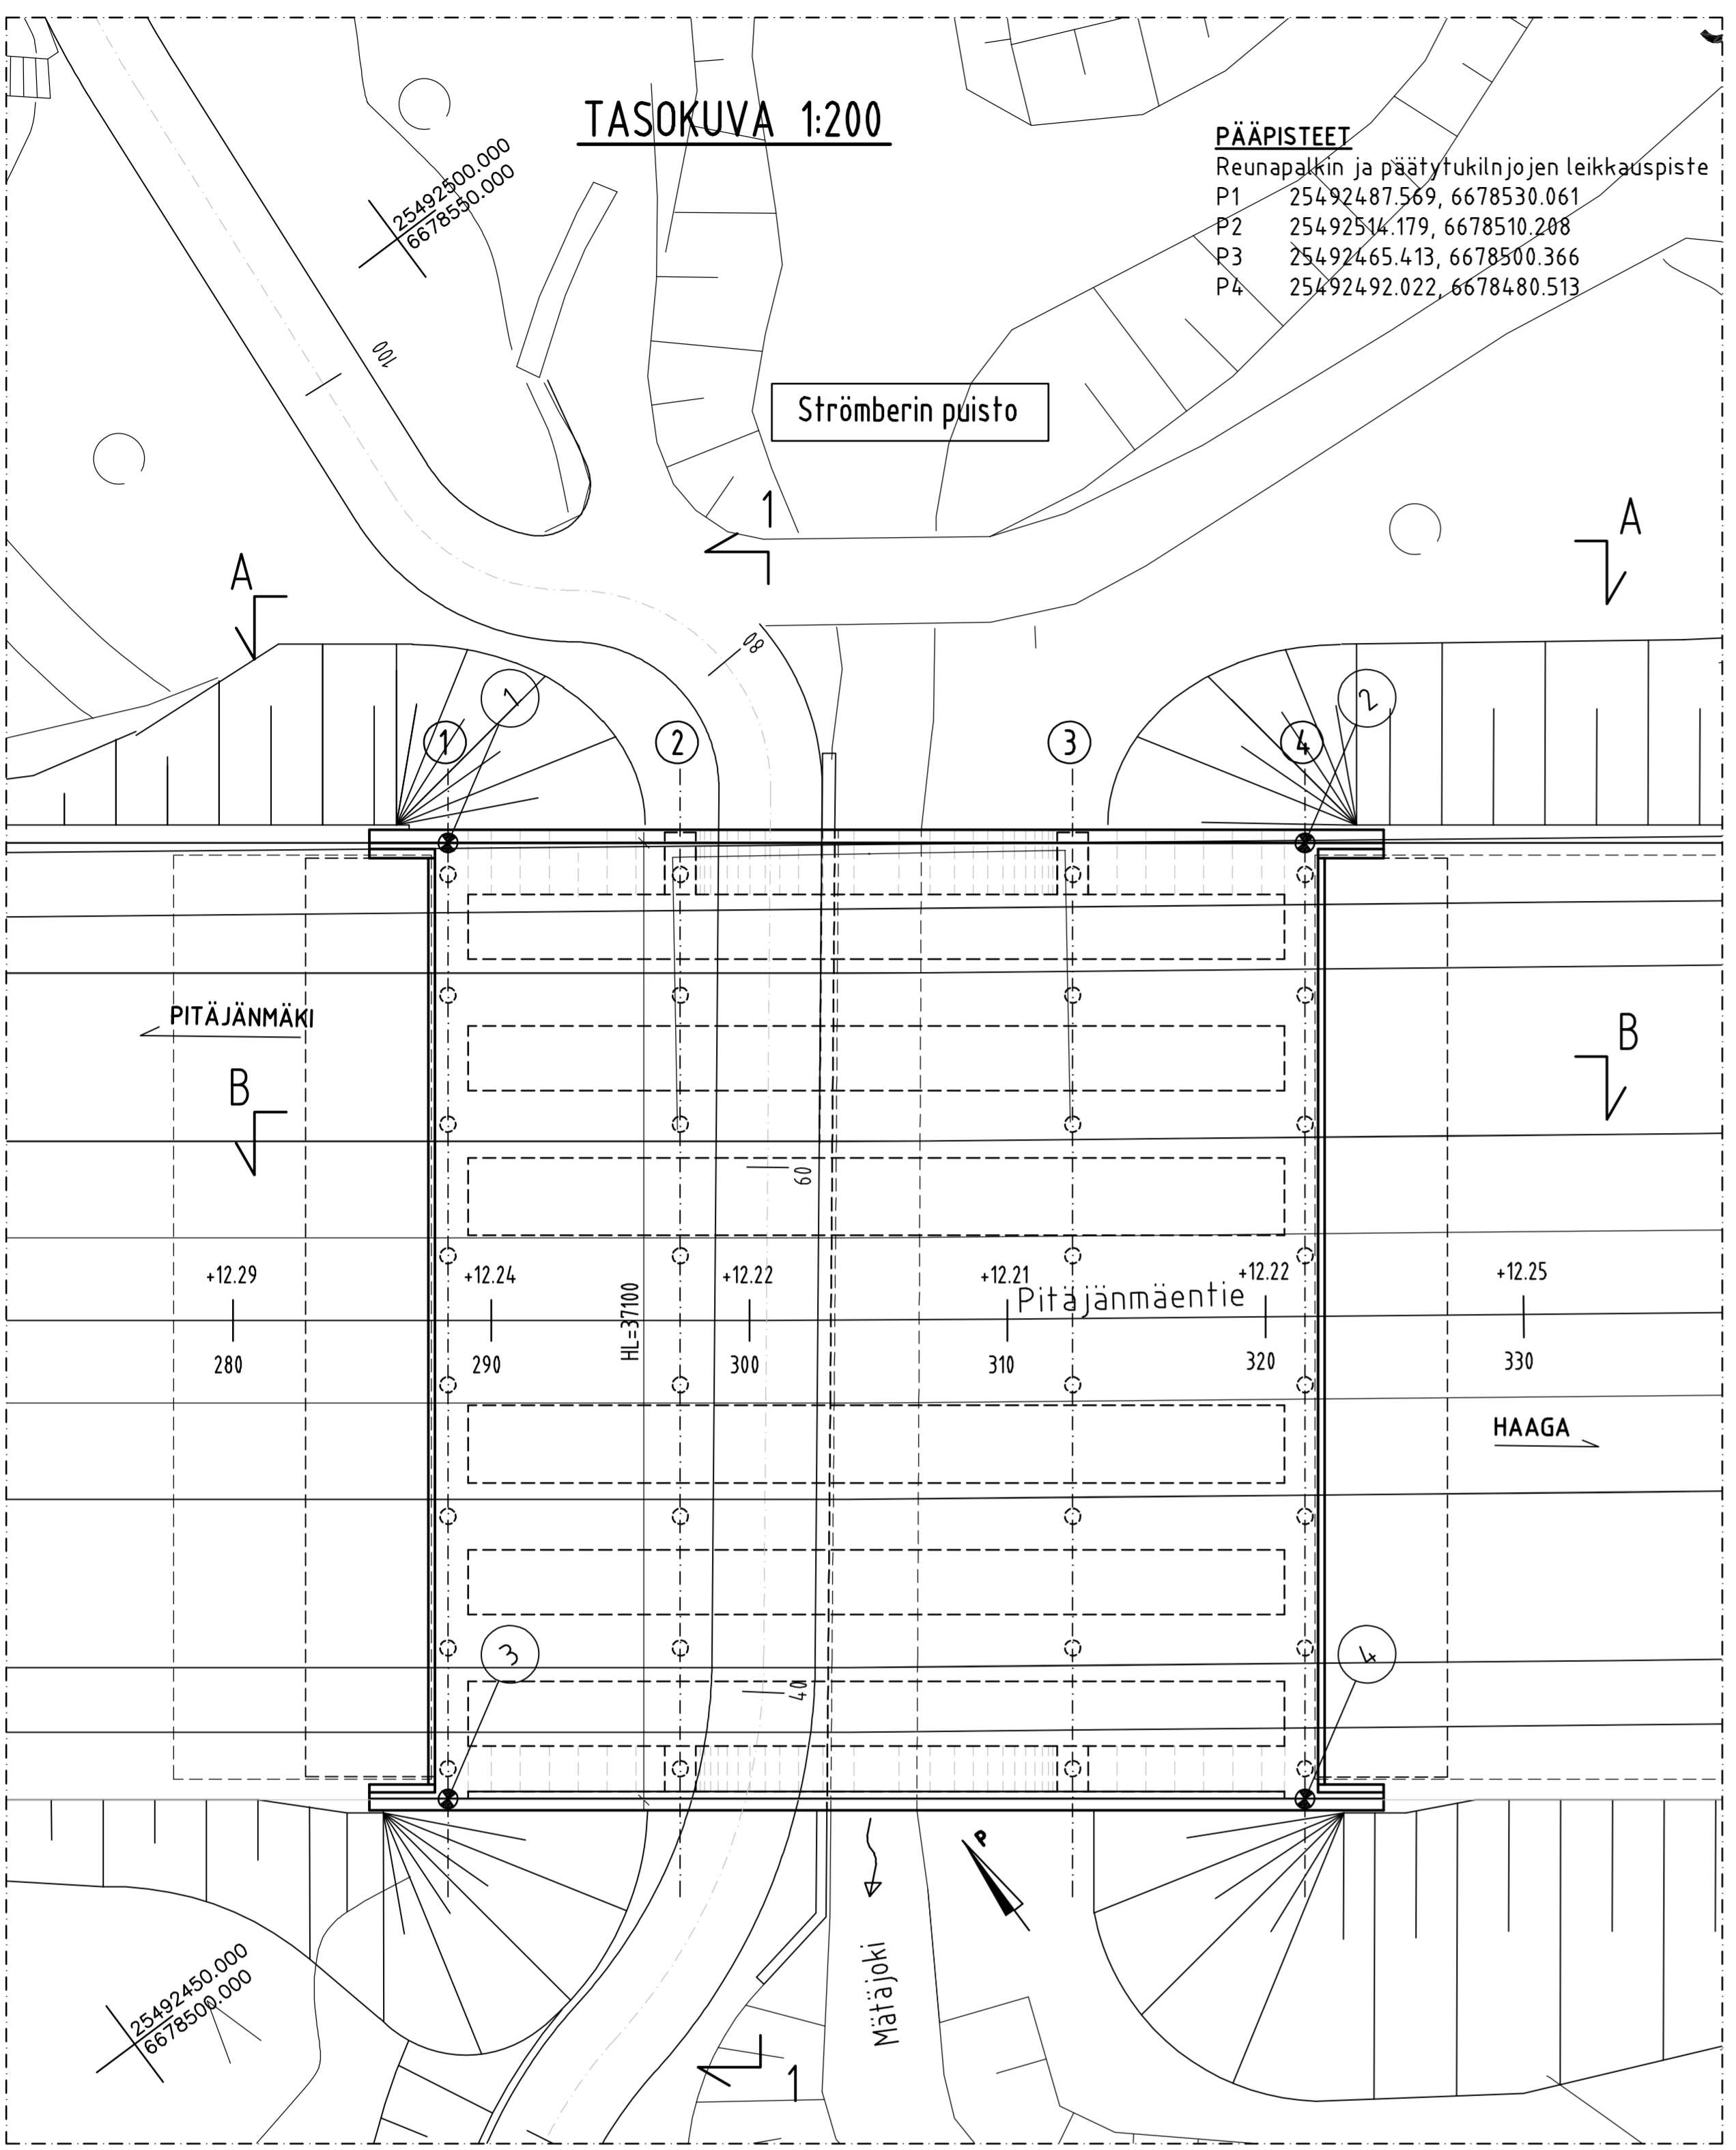 TASOKUVA 1:200
PÄÄPISTEET
Reunapalkin ja päätytukilnjojen leikkauspiste
P1 25492487.569, 6678530.061
P2 25492514.179, 6678510.208
P3 25492465.413, 6678500.366
P4 25492492.022, 6678480.513
25492500.000
6678550.000
100
Strömberin puisto
1
A
A
80
1
2
1
2
3
4
PITÄJÄNMÄKI
B
B
60
+12.29
+12.24
+12.22
+12.21
+12.22
+12.25
Pitäjänmäentie
HL=37100
280
290
300
310
320
330
HAAGA
3
4
40
P
Mätäjoki
25492450.000
6678500.000
1